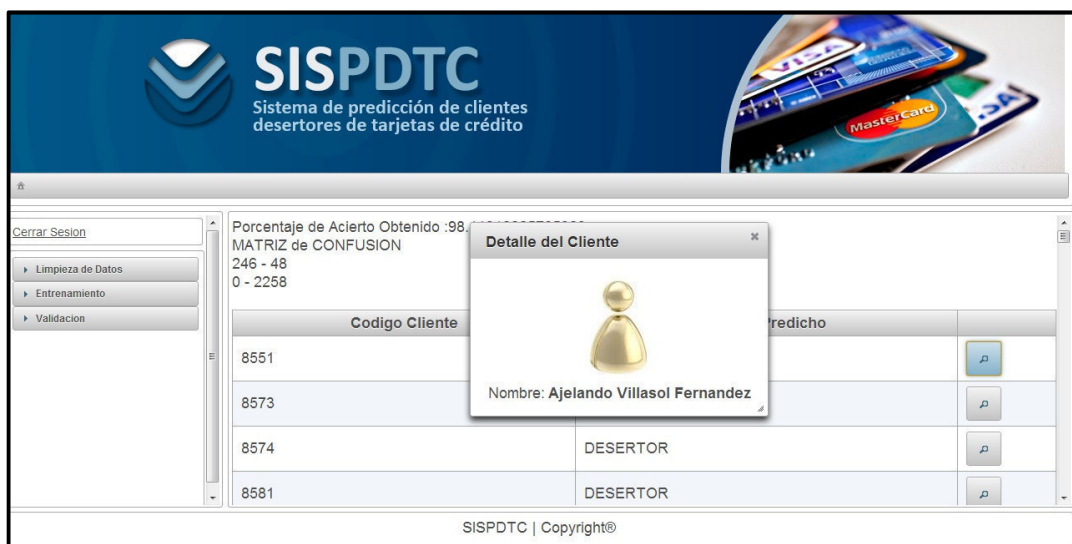 SISPDTC
Sistema de predicción de clientes
desertores de tarjetas de crédito
VISA
MasterCard
Cerrar Sesion
Limpieza de Datos
Entrenamiento
Validacion
Porcentaje de Acierto Obtenido :98.
MATRIZ de CONFUSION
246 - 48
0 - 2258
Detalle del Cliente
Nombre: Ajelando Villasol Fernandez
Codigo Cliente
8551
8573
8574 DESERTOR
8581 DESERTOR
SISPDTC | Copyright®